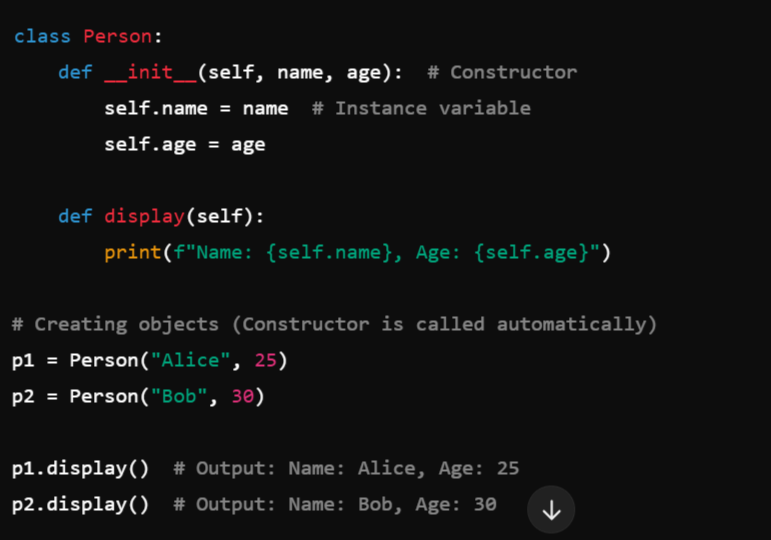 class Person:
    def __init__(self, name, age):  # Constructor
        self.name = name  # Instance variable
        self.age = age
    def display(self):
        print(f"Name: {self.name}, Age: {self.age}")
# Creating objects (Constructor is called automatically)
p1 = Person("Alice", 25)
p2 = Person("Bob", 30)
p1.display()  # Output: Name: Alice, Age: 25
p2.display()  # Output: Name: Bob, Age: 30